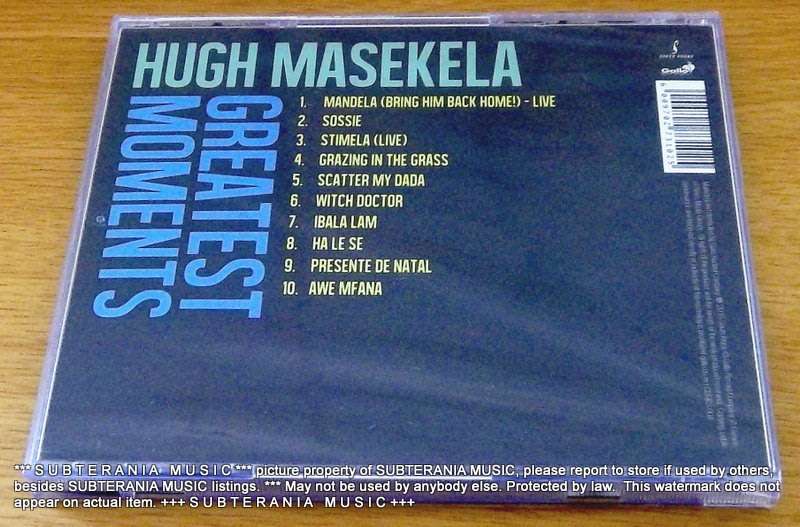 HUGH MASEKELA
GREATEST
MOMENTS
1. MANDELA (BRING HIM BACK HOME!) - LIVE
2. SOSSIE
3. STIMELA (LIVE)
4. GRAZING IN THE GRASS
5. SCATTER MY DADA
6. WITCH DOCTOR
7. IBALA LAM
8. HA LE SE
9. PRESENTE DE NATAL
10. AWE MFANA
Gallo
*** S U B T E R A N I A   M U S I C *** picture property of SUBTERANIA MUSIC, please report to store if used by others,
besides SUBTERANIA MUSIC listings. *** May not be used by anybody else. Protected by law.  This watermark does not
appear on actual item. +++ S U B T E R A N I A   M U S I C +++